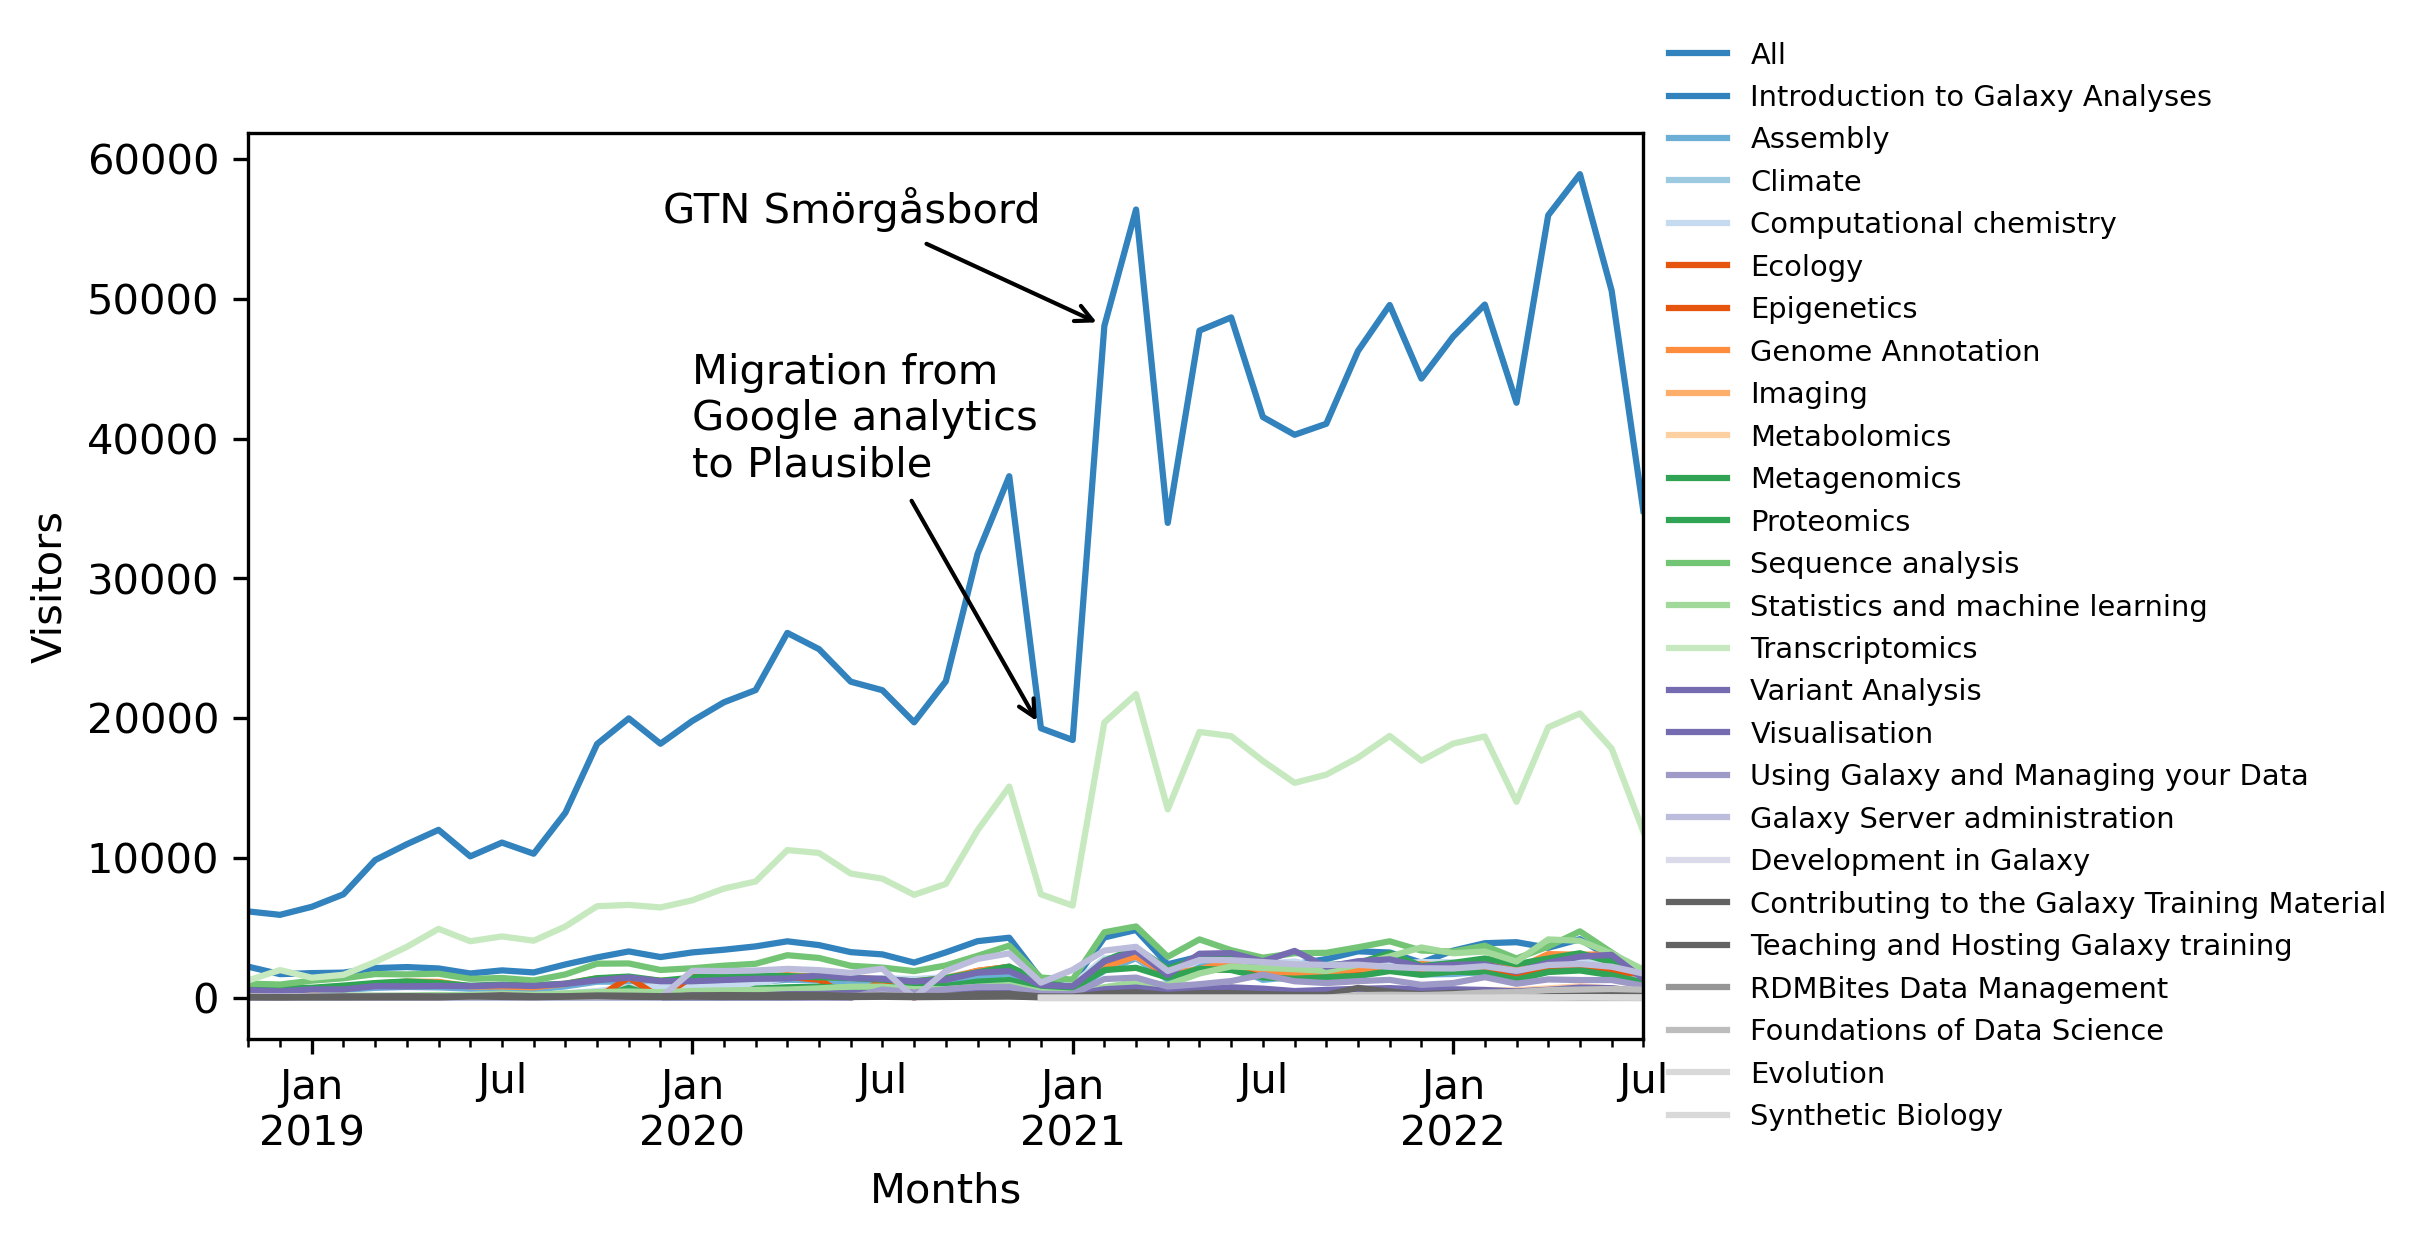 All
Introduction to Galaxy Analyses
Assembly
Climate
Computational chemistry
Ecology
Epigenetics
Genome Annotation
Imaging
Metabolomics
Metagenomics
Proteomics
Sequence analysis
Statistics and machine learning
Transcriptomics
Variant Analysis
Visualisation
Using Galaxy and Managing your Data
Galaxy Server administration
Development in Galaxy
Contributing to the Galaxy Training Material
Teaching and Hosting Galaxy training
RDMBites Data Management
Foundations of Data Science
Evolution
Synthetic Biology
60000
50000
40000
30000
20000
10000
0
Visitors
GTN Smörgåsbord
Migration from
Google analytics
to Plausible
Jan Jul Jan Jul Jan Jul Jan Jul
2019 2020 2021 2022
Months